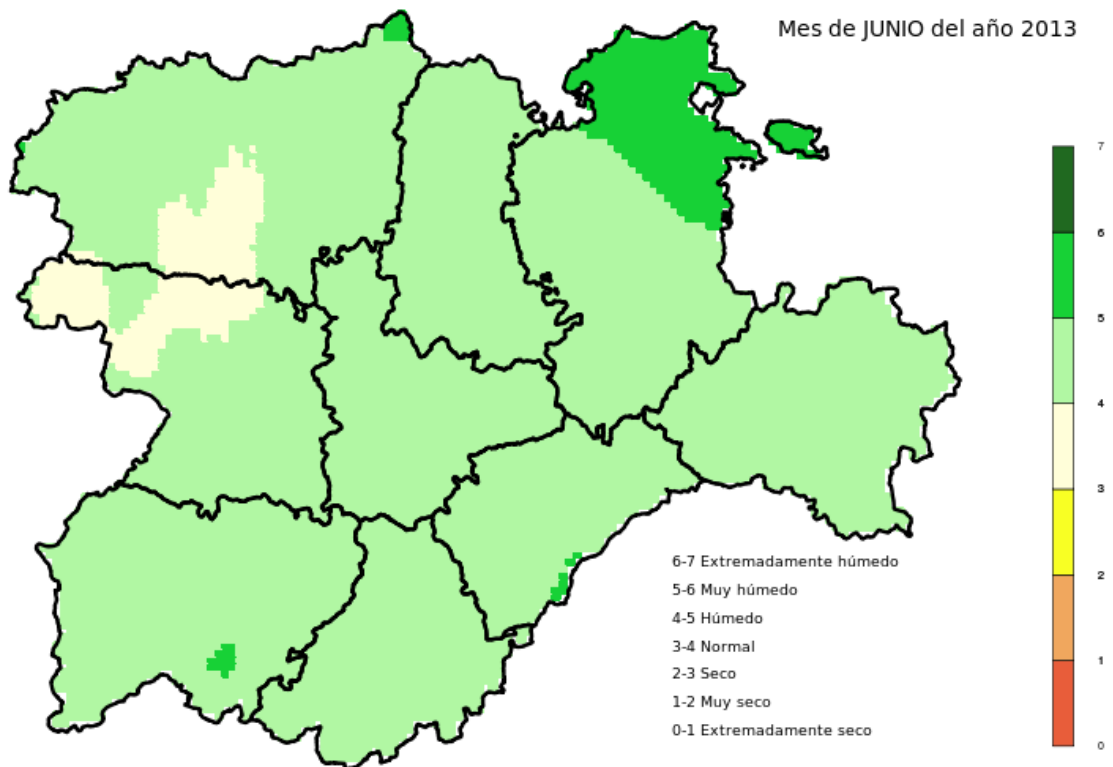 Mes de JUNIO del año 2013
7
6
5
4
3
2
1
0
6-7 Extremadamente húmedo
5-6 Muy húmedo
4-5 Húmedo
3-4 Normal
2-3 Seco
1-2 Muy seco
0-1 Extremadamente seco